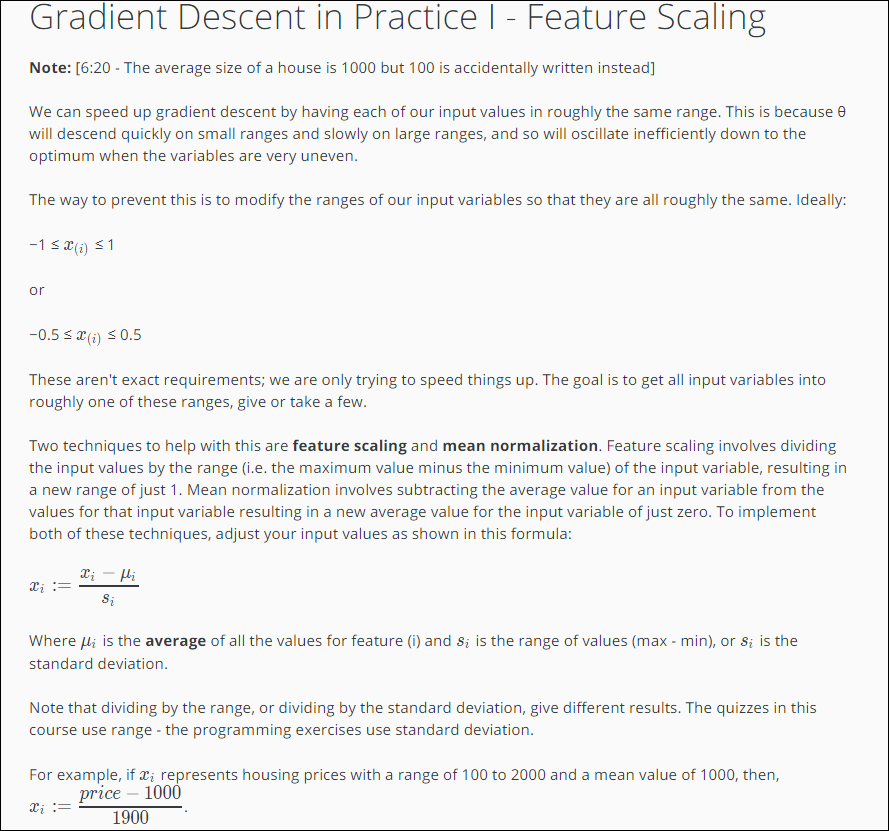 Gradient Descent in Practice I - Feature Scaling
Note: [6:20 - The average size of a house is 1000 but 100 is accidentally written instead]
We can speed up gradient descent by having each of our input values in roughly the same range. This is because θ
will descend quickly on small ranges and slowly on large ranges, and so will oscillate inefficiently down to the
optimum when the variables are very uneven.
The way to prevent this is to modify the ranges of our input variables so that they are all roughly the same. Ideally:
−1 ≤ x₍ᵢ₎ ≤ 1
or
−0.5 ≤ x₍ᵢ₎ ≤ 0.5
These aren't exact requirements; we are only trying to speed things up. The goal is to get all input variables into
roughly one of these ranges, give or take a few.
Two techniques to help with this are feature scaling and mean normalization. Feature scaling involves dividing
the input values by the range (i.e. the maximum value minus the minimum value) of the input variable, resulting in
a new range of just 1. Mean normalization involves subtracting the average value for an input variable from the
values for that input variable resulting in a new average value for the input variable of just zero. To implement
both of these techniques, adjust your input values as shown in this formula:
xᵢ := (xᵢ − μᵢ) / sᵢ
Where μᵢ is the average of all the values for feature (i) and sᵢ is the range of values (max - min), or sᵢ is the
standard deviation.
Note that dividing by the range, or dividing by the standard deviation, give different results. The quizzes in this
course use range - the programming exercises use standard deviation.
For example, if xᵢ represents housing prices with a range of 100 to 2000 and a mean value of 1000, then,
xᵢ := (price − 1000) / 1900.